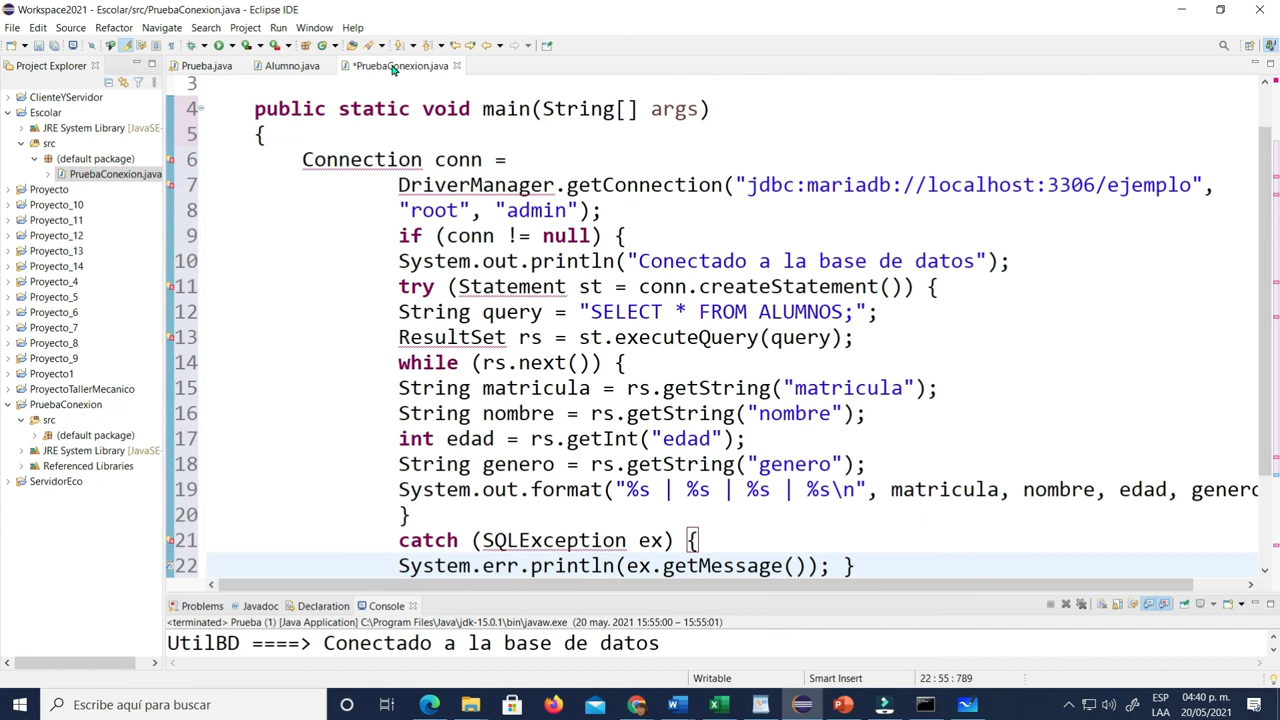 Workspace2021 - Escolar/src/PruebaConexion.java - Eclipse IDE
File Edit Source Refactor Navigate Search Project Run Window Help
Project Explorer
Prueba.java
Alumno.java
*PruebaConexion.java
ClienteYServidor
Escolar
JRE System Library [JavaSE-
src
(default package)
PruebaConexion.java
Proyecto
Proyecto_10
Proyecto_11
Proyecto_12
Proyecto_13
Proyecto_14
Proyecto_4
Proyecto_5
Proyecto_6
Proyecto_7
Proyecto_8
Proyecto_9
Proyecto1
ProyectoTallerMecanico
PruebaConexion
src
(default package)
JRE System Library [JavaSE-
Referenced Libraries
ServidorEco
3
4 public static void main(String[] args)
5 {
6 Connection conn =
7 DriverManager.getConnection("jdbc:mariadb://localhost:3306/ejemplo",
8 "root", "admin");
9 if (conn != null) {
10 System.out.println("Conectado a la base de datos");
11 try (Statement st = conn.createStatement()) {
12 String query = "SELECT * FROM ALUMNOS;";
13 ResultSet rs = st.executeQuery(query);
14 while (rs.next()) {
15 String matricula = rs.getString("matricula");
16 String nombre = rs.getString("nombre");
17 int edad = rs.getInt("edad");
18 String genero = rs.getString("genero");
19 System.out.format("%s | %s | %s | %s\n", matricula, nombre, edad, genero
20 }
21 catch (SQLException ex) {
22 System.err.println(ex.getMessage()); }
Problems Javadoc Declaration Console
<terminated> Prueba (1) [Java Application] C:\Program Files\Java\jdk-15.0.1\bin\javaw.exe (20 may. 2021 15:55:00 – 15:55:01)
UtilBD ====> Conectado a la base de datos
Writable
Smart Insert
22 : 55 : 789
Escribe aquí para buscar
ESP
LAA
04:40 p. m.
20/05/2021